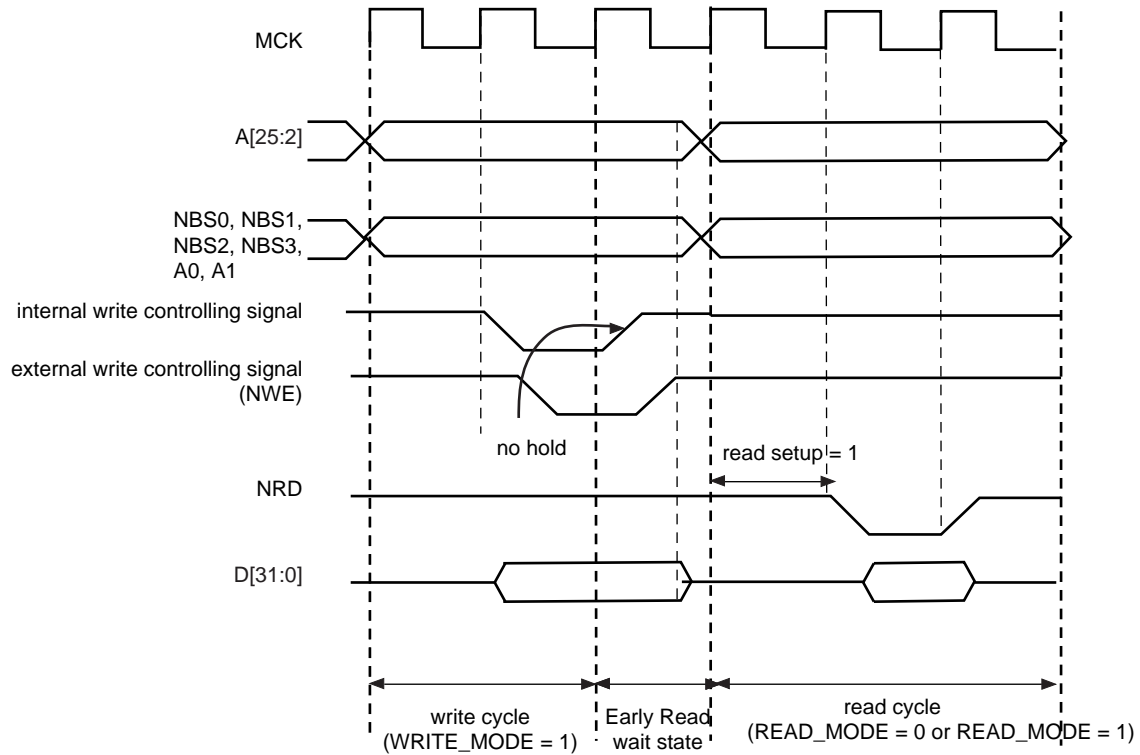 MCK
A[25:2]
NBS0, NBS1,
NBS2, NBS3,
A0, A1
internal write controlling signal
external write controlling signal
(NWE)
no hold
read setup = 1
NRD
D[31:0]
write cycle
(WRITE_MODE = 1)
Early Read
wait state
read cycle
(READ_MODE = 0 or READ_MODE = 1)